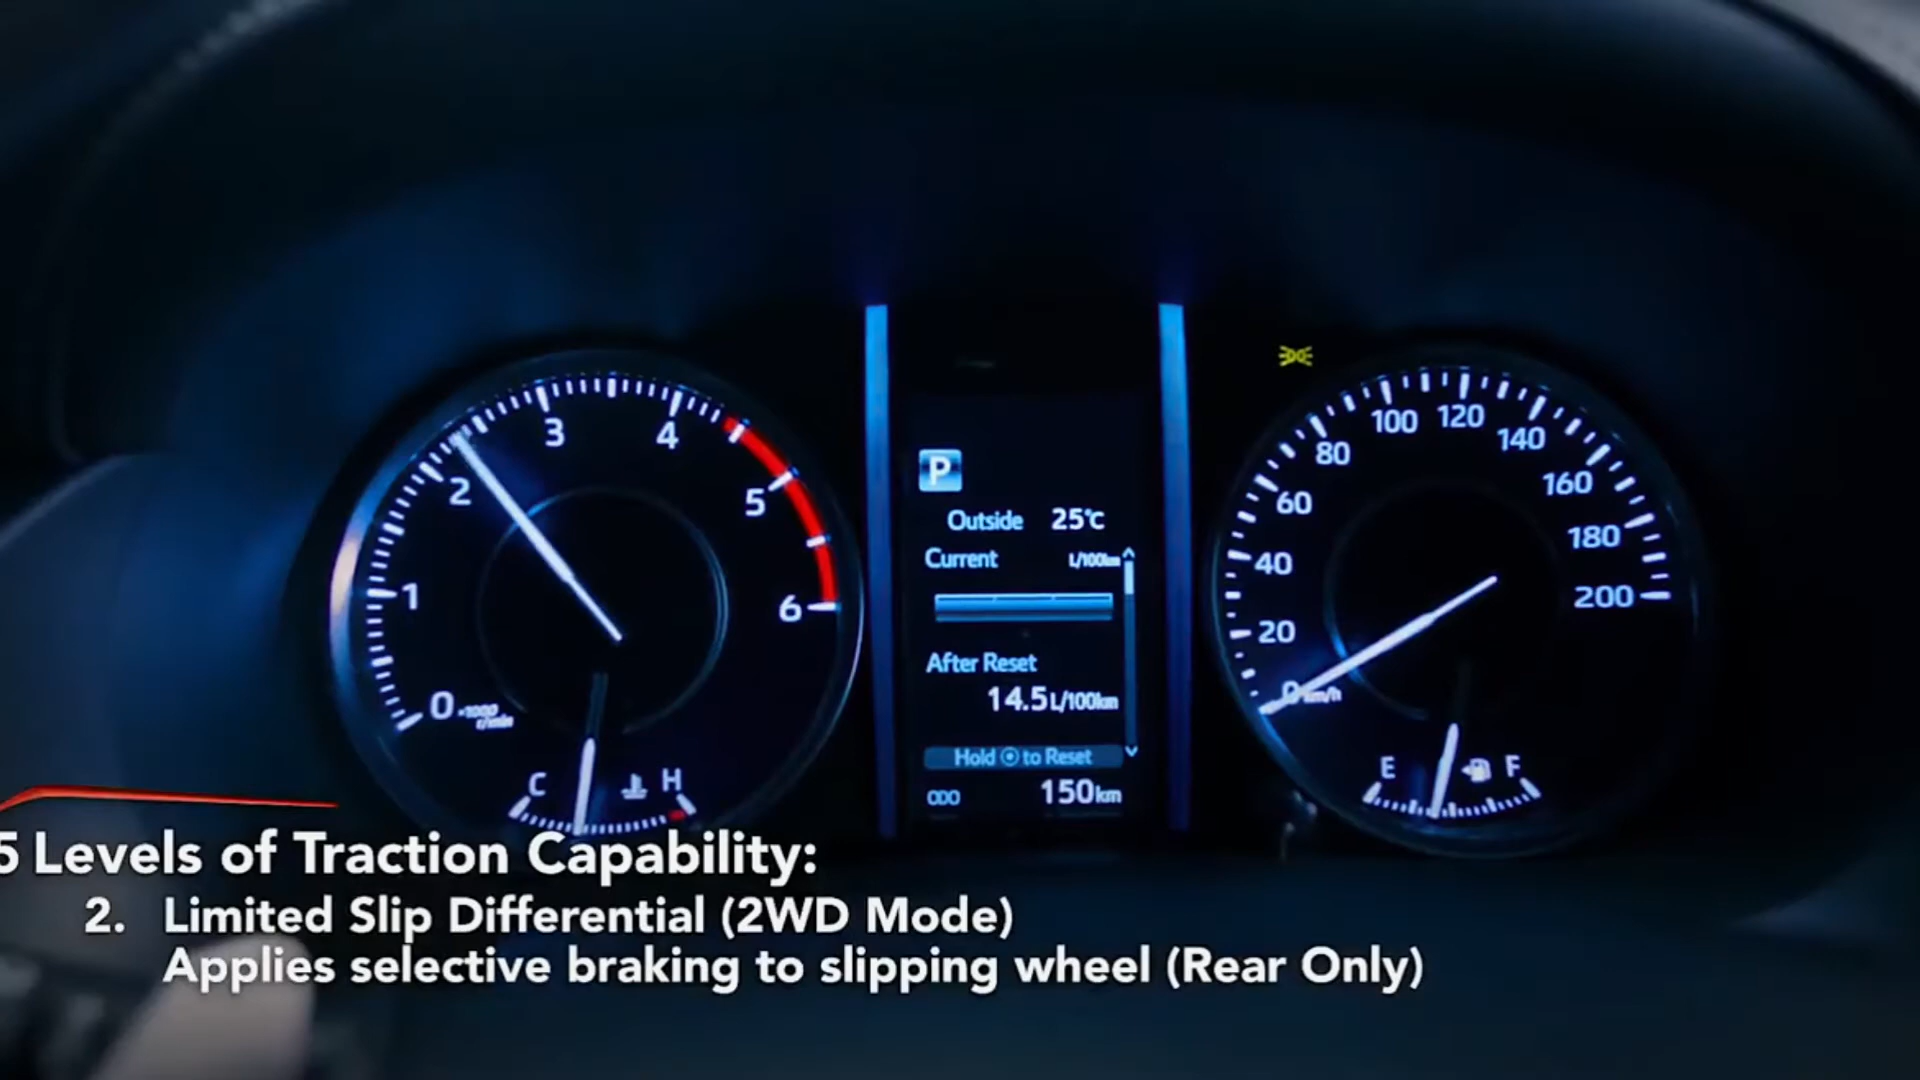 0
1
2
3
4
5
6
×1000
r/min
C
H
P
Outside 25°C
Current L/100km
After Reset
14.5L/100km
Hold ⊙ to Reset
ODO 150km
0
20
40
60
80
100
120
140
160
180
200
km/h
E
F
5 Levels of Traction Capability:
2. Limited Slip Differential (2WD Mode)
Applies selective braking to slipping wheel (Rear Only)